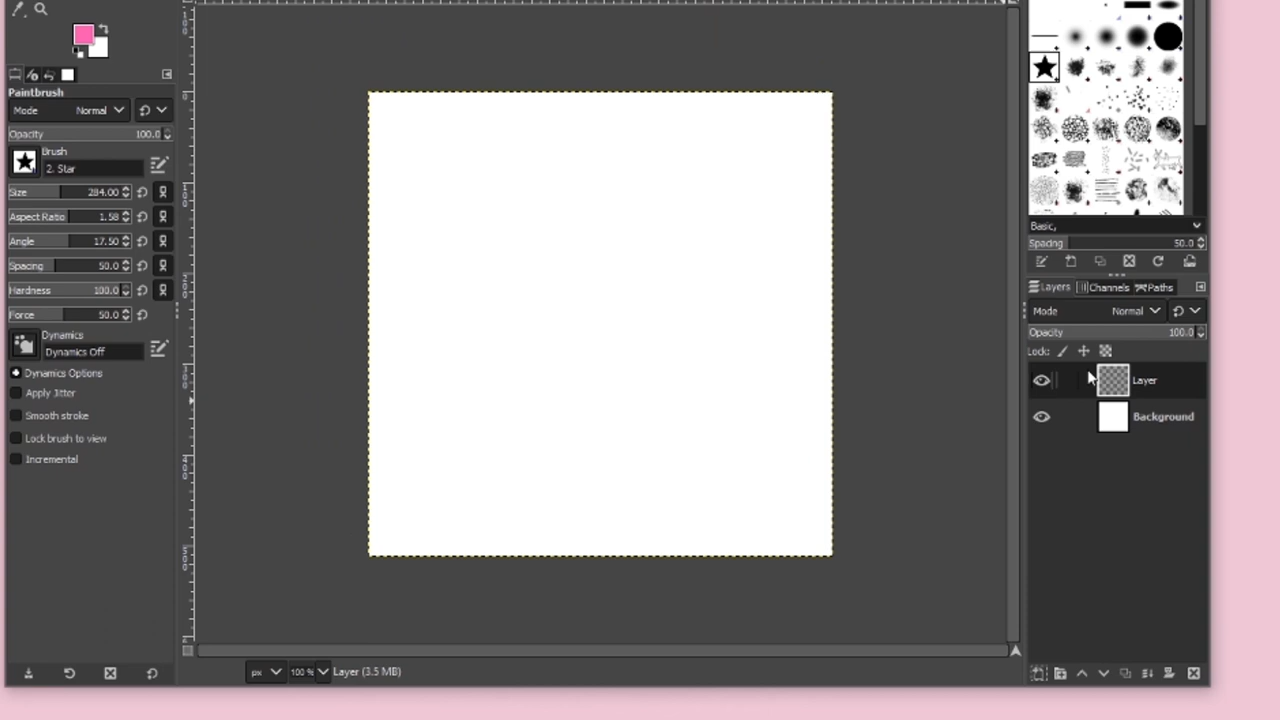 Paintbrush
Mode Normal
Opacity 100.0
Brush
2. Star
Size 284.00
Aspect Ratio 1.58
Angle 17.50
Spacing 50.0
Hardness 100.0
Force 50.0
Dynamics
Dynamics Off
Dynamics Options
Apply Jitter
Smooth stroke
Lock brush to view
Incremental
px 100 % Layer (3.5 MB)
Basic,
Spacing 50.0
Layers Channels Paths
Mode Normal
Opacity 100.0
Lock:
Layer
Background